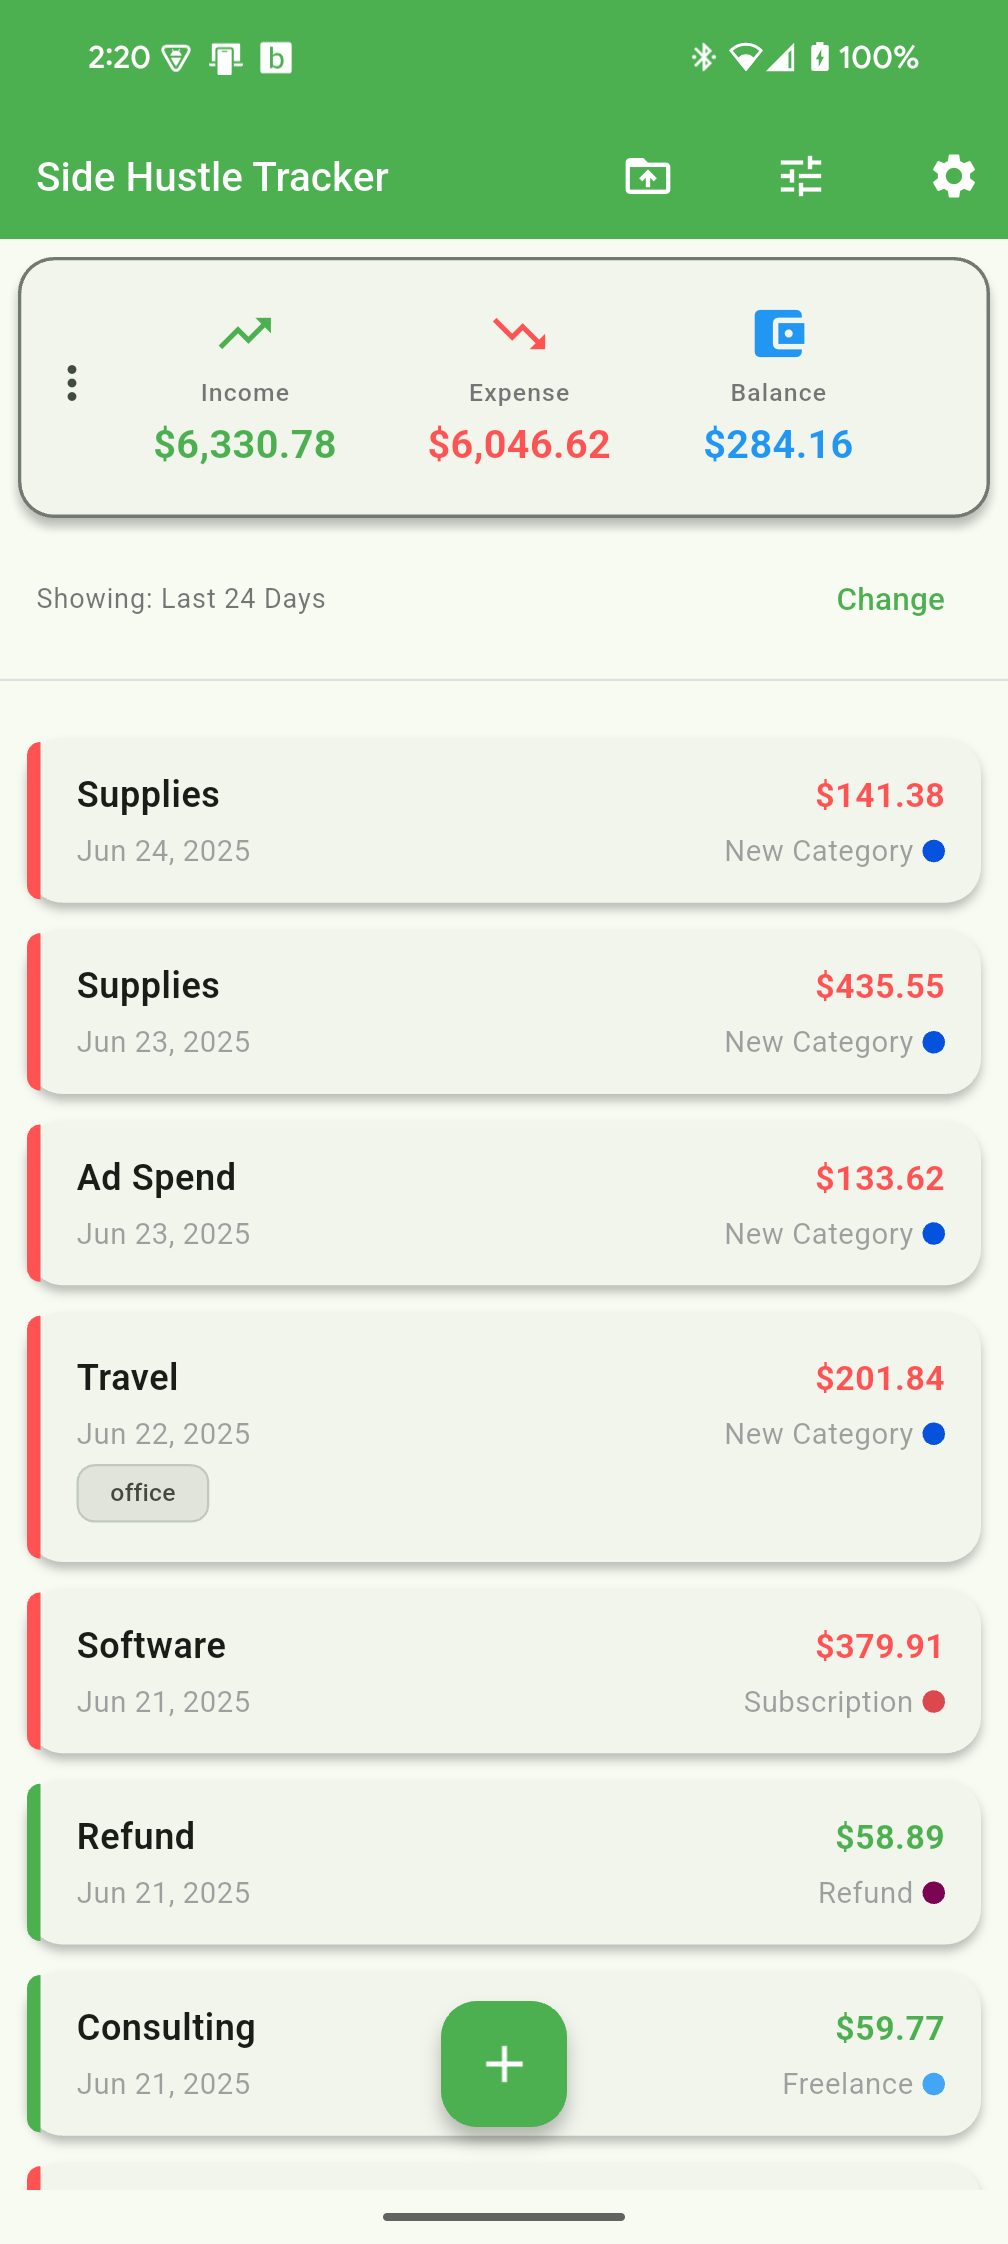 2:20 b 100%
Side Hustle Tracker
Income Expense Balance
$6,330.78 $6,046.62 $284.16
Showing: Last 24 Days Change
Supplies $141.38
Jun 24, 2025 New Category
Supplies $435.55
Jun 23, 2025 New Category
Ad Spend $133.62
Jun 23, 2025 New Category
Travel $201.84
Jun 22, 2025 New Category
office
Software $379.91
Jun 21, 2025 Subscription
Refund $58.89
Jun 21, 2025 Refund
Consulting $59.77
Jun 21, 2025 Freelance